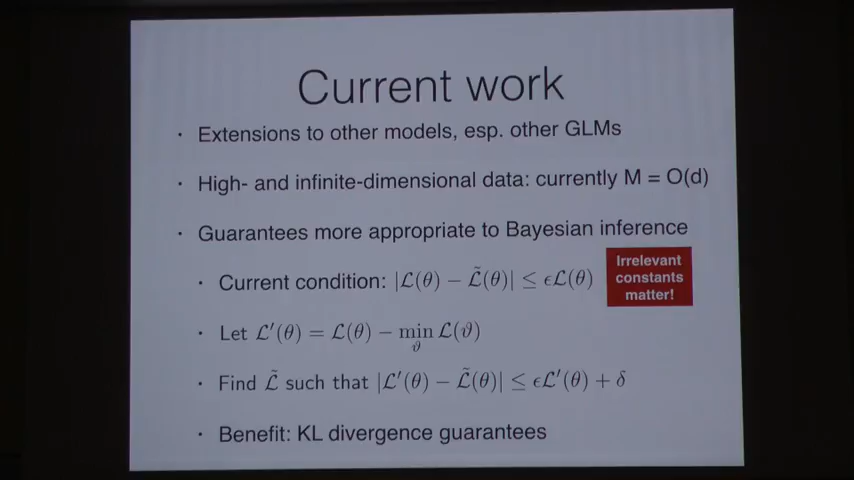 Current work
· Extensions to other models, esp. other GLMs
· High- and infinite-dimensional data: currently M = O(d)
· Guarantees more appropriate to Bayesian inference
· Current condition: |ℒ(θ) − ℒ̃(θ)| ≤ ϵℒ(θ)
Irrelevant
constants
matter!
· Let ℒ′(θ) = ℒ(θ) − min_ϑ ℒ(ϑ)
· Find ℒ̃ such that |ℒ′(θ) − ℒ̃(θ)| ≤ ϵℒ′(θ) + δ
· Benefit: KL divergence guarantees